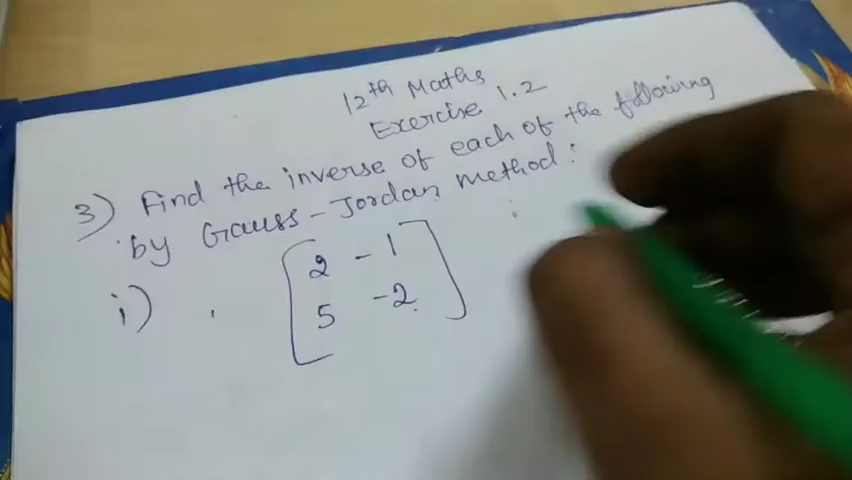 12th Maths
Exercise 1.2
3) Find the inverse of each of the following
by Gauss-Jordan method:
i) [2 -1
5 -2]